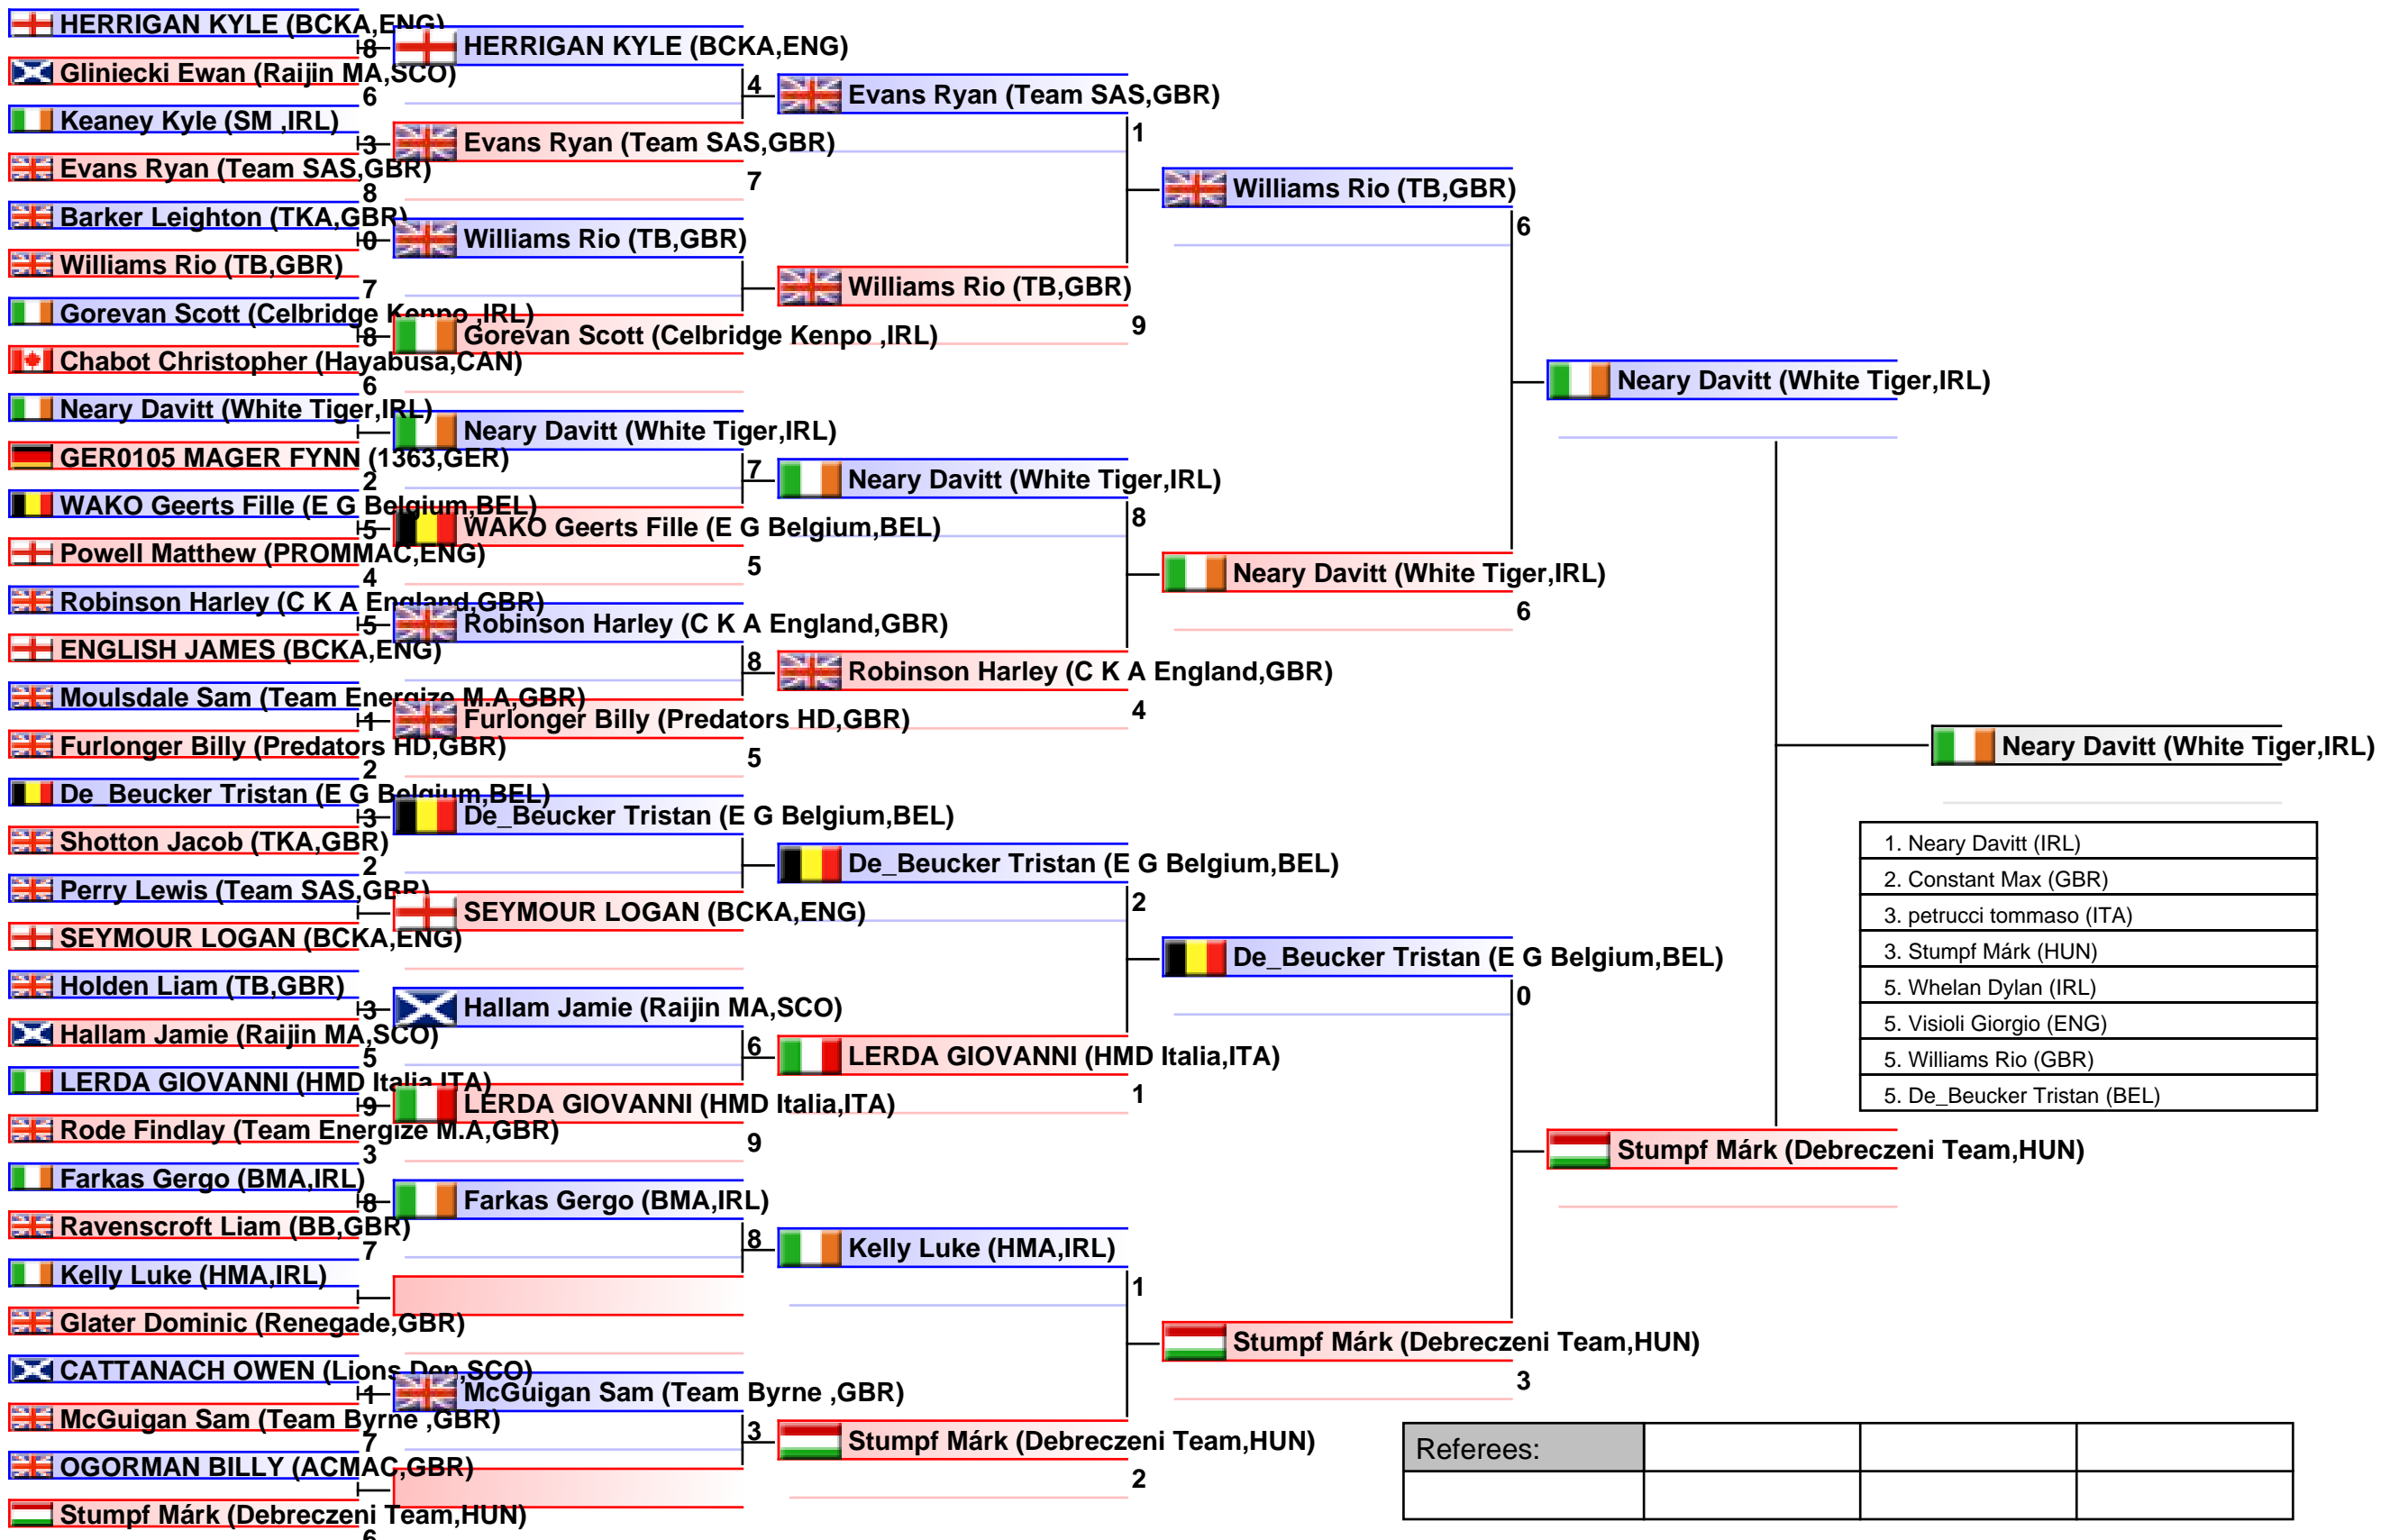 HERRIGAN KYLE (BCKA,ENG)
8
Gliniecki Ewan (Raijin MA,SCO)
6
Keaney Kyle (SM ,IRL)
3
Evans Ryan (Team SAS,GBR)
8
Barker Leighton (TKA,GBR)
0
Williams Rio (TB,GBR)
7
Gorevan Scott (Celbridge Kenpo ,IRL)
8
Chabot Christopher (Hayabusa,CAN)
6
Neary Davitt (White Tiger,IRL)
GER0105 MAGER FYNN (1363,GER)
2
WAKO Geerts Fille (E G Belgium,BEL)
5
Powell Matthew (PROMMAC,ENG)
4
Robinson Harley (C K A England,GBR)
5
ENGLISH JAMES (BCKA,ENG)
Moulsdale Sam (Team Energize M.A,GBR)
1
Furlonger Billy (Predators HD,GBR)
2
De_Beucker Tristan (E G Belgium,BEL)
3
Shotton Jacob (TKA,GBR)
2
Perry Lewis (Team SAS,GBR)
SEYMOUR LOGAN (BCKA,ENG)
Holden Liam (TB,GBR)
3
Hallam Jamie (Raijin MA,SCO)
5
LERDA GIOVANNI (HMD Italia,ITA)
9
Rode Findlay (Team Energize M.A,GBR)
3
Farkas Gergo (BMA,IRL)
8
Ravenscroft Liam (BB,GBR)
7
Kelly Luke (HMA,IRL)
Glater Dominic (Renegade,GBR)
CATTANACH OWEN (Lions Den,SCO)
1
McGuigan Sam (Team Byrne ,GBR)
7
OGORMAN BILLY (ACMAC,GBR)
Stumpf Márk (Debreczeni Team,HUN)
6
HERRIGAN KYLE (BCKA,ENG)
4
Evans Ryan (Team SAS,GBR)
7
Williams Rio (TB,GBR)
Gorevan Scott (Celbridge Kenpo ,IRL)
Neary Davitt (White Tiger,IRL)
7
WAKO Geerts Fille (E G Belgium,BEL)
5
Robinson Harley (C K A England,GBR)
8
Furlonger Billy (Predators HD,GBR)
5
De_Beucker Tristan (E G Belgium,BEL)
SEYMOUR LOGAN (BCKA,ENG)
Hallam Jamie (Raijin MA,SCO)
6
LERDA GIOVANNI (HMD Italia,ITA)
9
Farkas Gergo (BMA,IRL)
8
McGuigan Sam (Team Byrne ,GBR)
3
Evans Ryan (Team SAS,GBR)
1
Williams Rio (TB,GBR)
9
Neary Davitt (White Tiger,IRL)
8
Robinson Harley (C K A England,GBR)
4
De_Beucker Tristan (E G Belgium,BEL)
2
LERDA GIOVANNI (HMD Italia,ITA)
1
Kelly Luke (HMA,IRL)
1
Stumpf Márk (Debreczeni Team,HUN)
2
Williams Rio (TB,GBR)
6
Neary Davitt (White Tiger,IRL)
6
De_Beucker Tristan (E G Belgium,BEL)
0
Stumpf Márk (Debreczeni Team,HUN)
3
Neary Davitt (White Tiger,IRL)
Stumpf Márk (Debreczeni Team,HUN)
Neary Davitt (White Tiger,IRL)
1. Neary Davitt (IRL)
2. Constant Max (GBR)
3. petrucci tommaso (ITA)
3. Stumpf Márk (HUN)
5. Whelan Dylan (IRL)
5. Visioli Giorgio (ENG)
5. Williams Rio (GBR)
5. De_Beucker Tristan (BEL)
Referees: